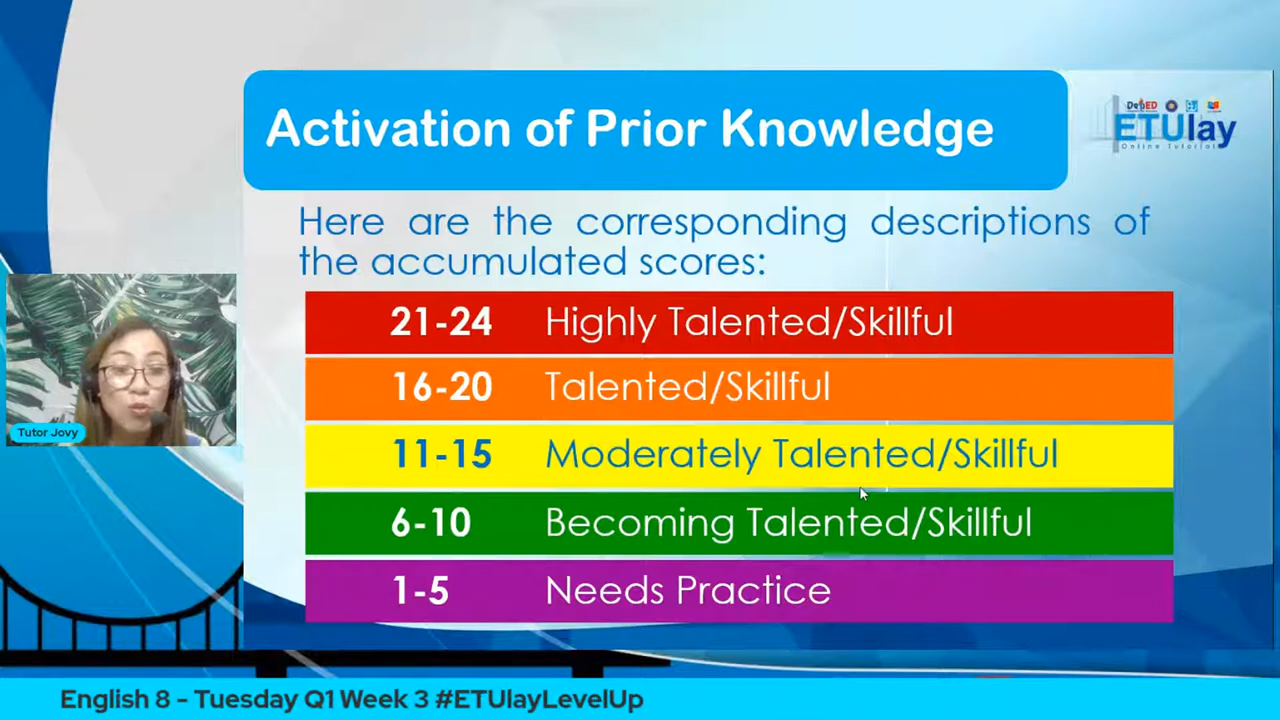 Activation of Prior Knowledge
DepED
ETUlay
Online Tutorial
Here are the corresponding descriptions of
the accumulated scores:
21-24 Highly Talented/Skillful
16-20 Talented/Skillful
11-15 Moderately Talented/Skillful
6-10 Becoming Talented/Skillful
1-5 Needs Practice
Tutor Jovy
English 8 - Tuesday Q1 Week 3 #ETUlayLevelUp